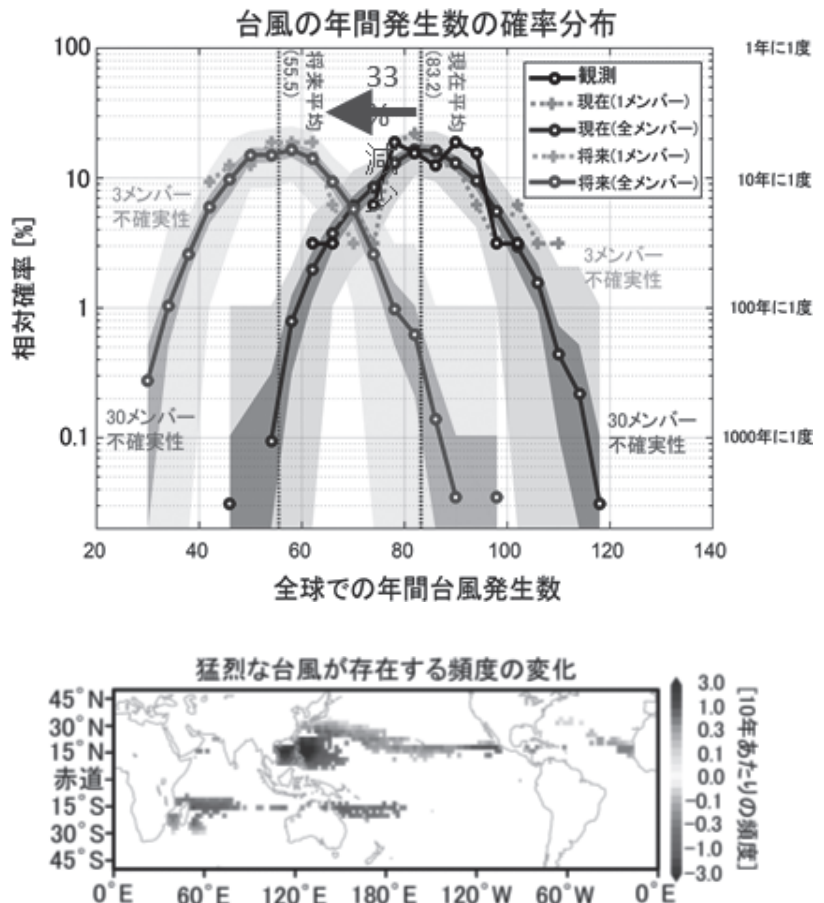 台風の年間発生数の確率分布
100
10
1
0.1
相対確率 [%]
1年に1度
10年に1度
100年に1度
1000年に1度
将来平均
(55.5)
33
%
減
少
現在平均
(83.2)
観測
現在(1メンバー)
現在(全メンバー)
将来(1メンバー)
将来(全メンバー)
3メンバー
不確実性
3メンバー
不確実性
30メンバー
不確実性
30メンバー
不確実性
20 40 60 80 100 120 140
全球での年間台風発生数
猛烈な台風が存在する頻度の変化
45°N
30°N
15°N
赤道
15°S
30°S
45°S
0°E 60°E 120°E 180°E 120°W 60°W 0°E
3.0
1.0
0.3
0.1
0.0
-0.1
-0.3
-1.0
-3.0
[10年あたりの頻度]